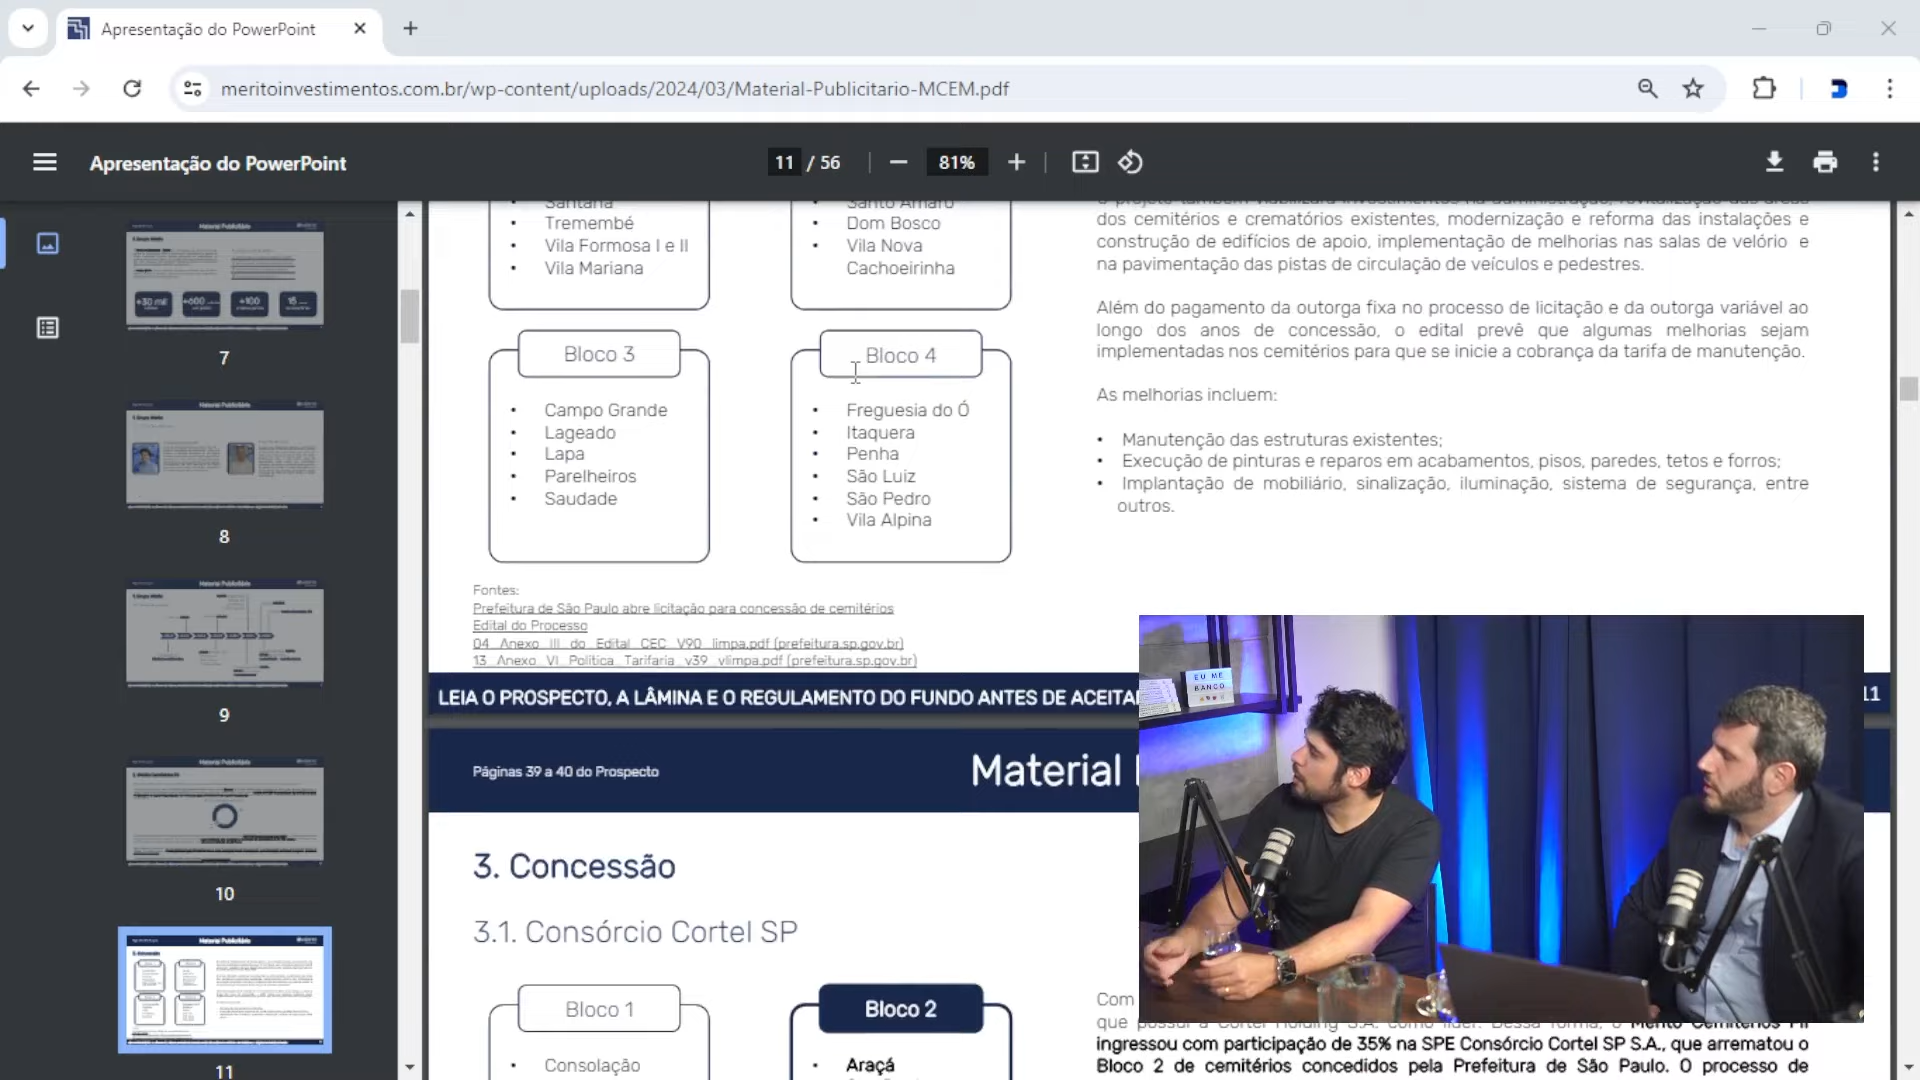 Apresentação do PowerPoint
meritoinvestimentos.com.br/wp-content/uploads/2024/03/Material-Publicitario-MCEM.pdf
Apresentação do PowerPoint
11 / 56
81%
7
8
9
10
11
Santana
• Tremembé
• Vila Formosa I e II
• Vila Mariana
Santo Amaro
• Dom Bosco
• Vila Nova
Cachoeirinha
Bloco 3
• Campo Grande
• Lageado
• Lapa
• Parelheiros
• Saudade
Bloco 4
• Freguesia do Ó
• Itaquera
• Penha
• São Luiz
• São Pedro
• Vila Alpina
dos cemitérios e crematórios existentes, modernização e reforma das instalações e
construção de edifícios de apoio, implementação de melhorias nas salas de velório e
na pavimentação das pistas de circulação de veículos e pedestres.
Além do pagamento da outorga fixa no processo de licitação e da outorga variável ao
longo dos anos de concessão, o edital prevê que algumas melhorias sejam
implementadas nos cemitérios para que se inicie a cobrança da tarifa de manutenção.
As melhorias incluem:
• Manutenção das estruturas existentes;
• Execução de pinturas e reparos em acabamentos, pisos, paredes, tetos e forros;
• Implantação de mobiliário, sinalização, iluminação, sistema de segurança, entre
outros.
Fontes:
Prefeitura de São Paulo abre licitação para concessão de cemitérios
Edital do Processo
04_Anexo_III_do_Edital_CEC_V90_limpa.pdf (prefeitura.sp.gov.br)
13_Anexo_VI_Politica_Tarifaria_v39_vlimpa.pdf (prefeitura.sp.gov.br)
LEIA O PROSPECTO, A LÂMINA E O REGULAMENTO DO FUNDO ANTES DE ACEITA
11
EU ME
BANCO
Páginas 39 a 40 do Prospecto
Material
3. Concessão
3.1. Consórcio Cortel SP
Bloco 1
• Consolação
Bloco 2
• Araçá
Com
ingressou com participação de 35% na SPE Consórcio Cortel SP S.A., que arrematou o
Bloco 2 de cemitérios concedidos pela Prefeitura de São Paulo. O processo de